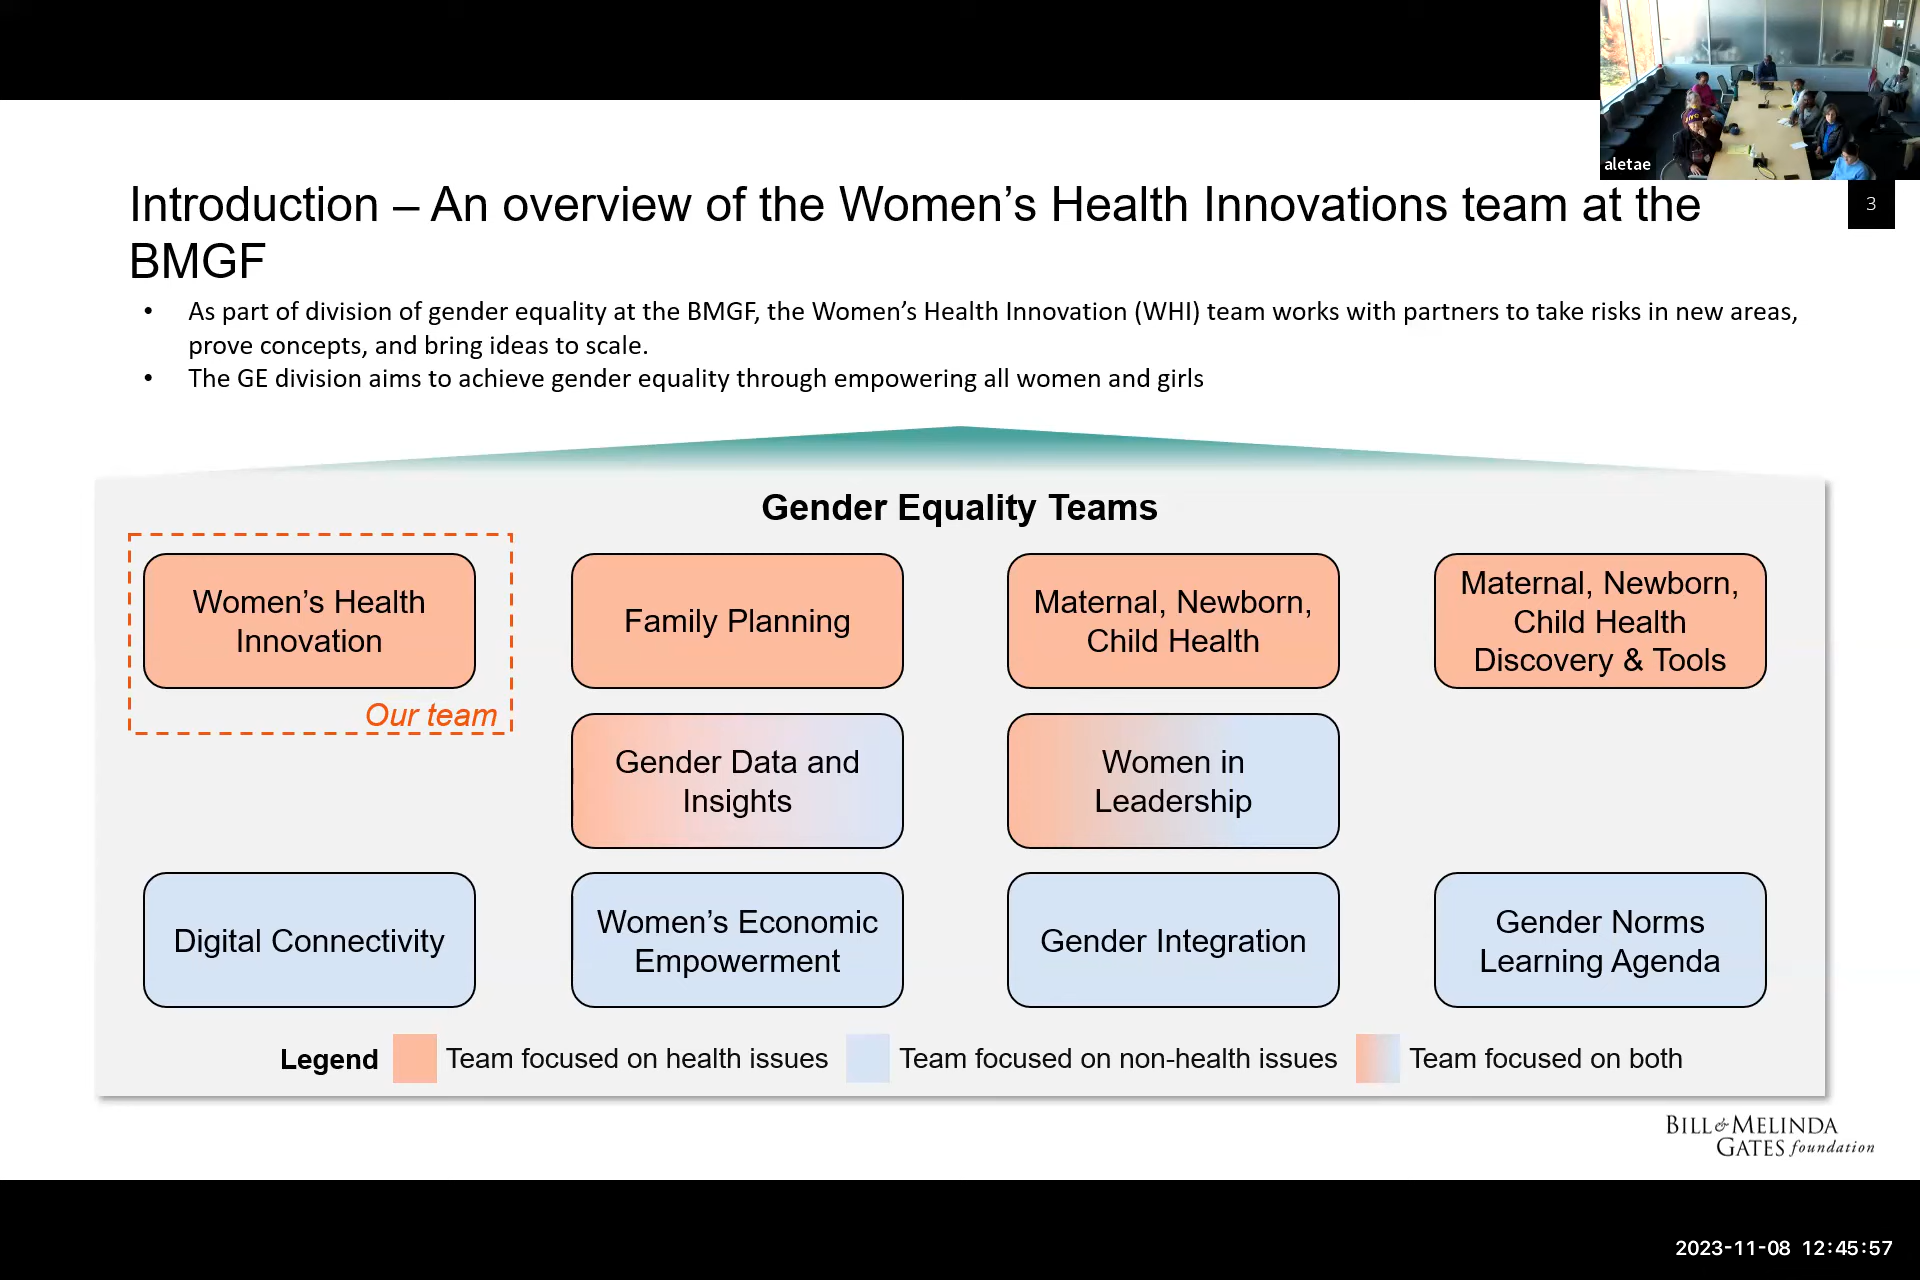 aletae
Introduction – An overview of the Women’s Health Innovations team at the
BMGF
3
• As part of division of gender equality at the BMGF, the Women’s Health Innovation (WHI) team works with partners to take risks in new areas,
prove concepts, and bring ideas to scale.
• The GE division aims to achieve gender equality through empowering all women and girls
Gender Equality Teams
Women’s Health
Innovation
Our team
Family Planning
Maternal, Newborn,
Child Health
Maternal, Newborn,
Child Health
Discovery & Tools
Gender Data and
Insights
Women in
Leadership
Digital Connectivity
Women’s Economic
Empowerment
Gender Integration
Gender Norms
Learning Agenda
Legend
Team focused on health issues
Team focused on non-health issues
Team focused on both
BILL & MELINDA
GATES foundation
2023-11-08 12:45:57